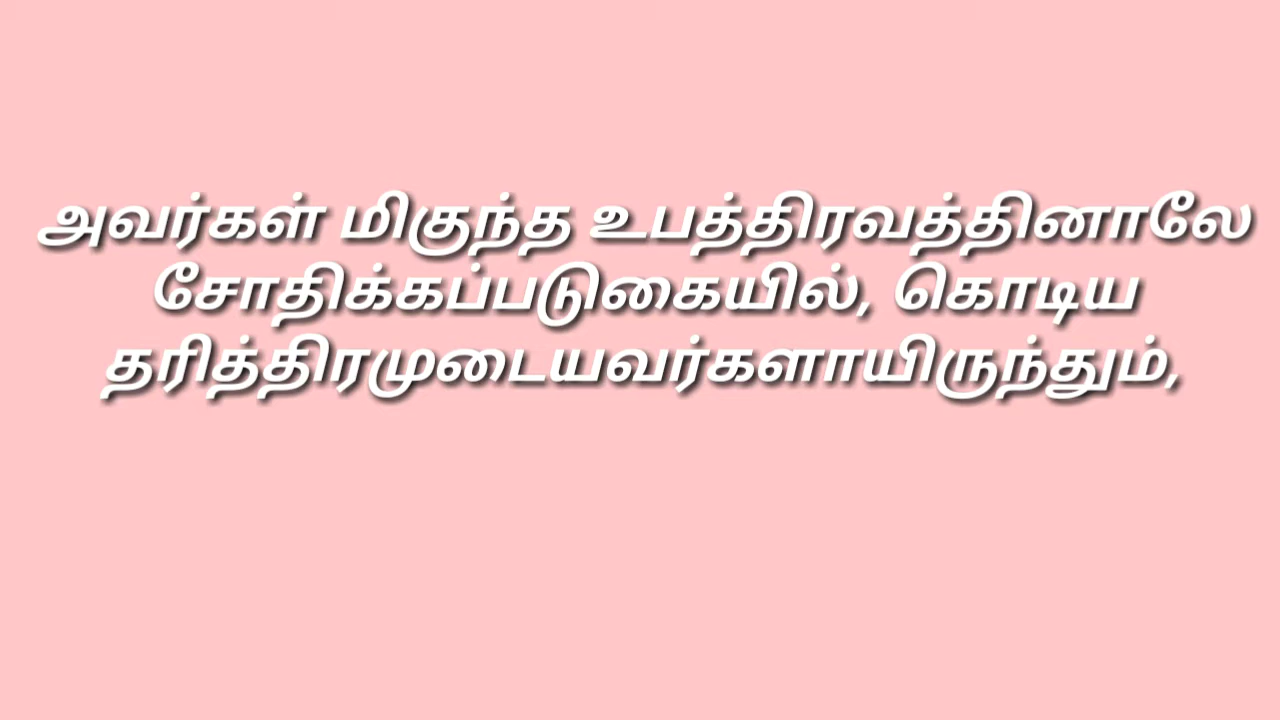 அவர்கள் மிகுந்த உபத்திரவத்தினாலே
சோதிக்கப்படுகையில், கொடிய
தரித்திரமுடையவர்களாயிருந்தும்,